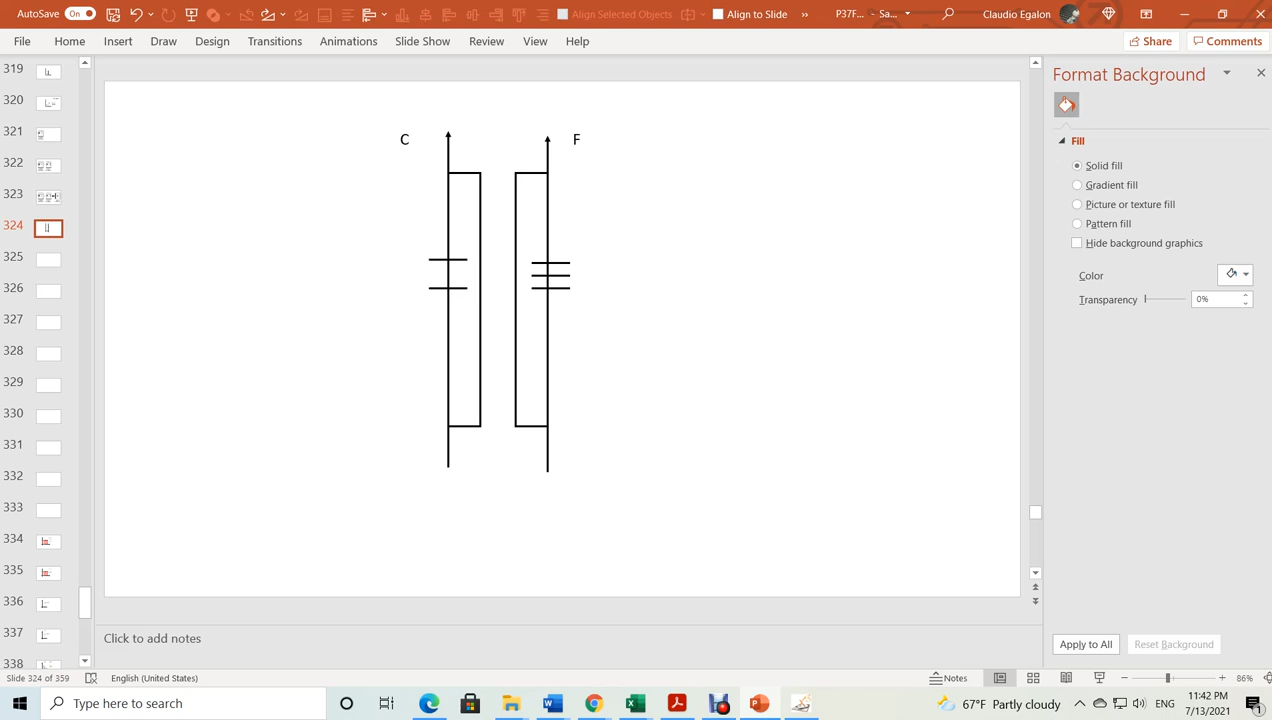 AutoSave On Align Selected Objects Align to Slide » P37F... - Sa... Claudio Egalon
File Home Insert Draw Design Transitions Animations Slide Show Review View Help Share Comments
319
320
321
322
323
324
325
326
327
328
329
330
331
332
333
334
335
336
337
338
C F
Format Background
Fill
Solid fill
Gradient fill
Picture or texture fill
Pattern fill
Hide background graphics
Color
Transparency 0%
Apply to All Reset Background
Click to add notes
Slide 324 of 359 English (United States) Notes 86%
Type here to search 67°F Partly cloudy ENG 11:42 PM
7/13/2021 1